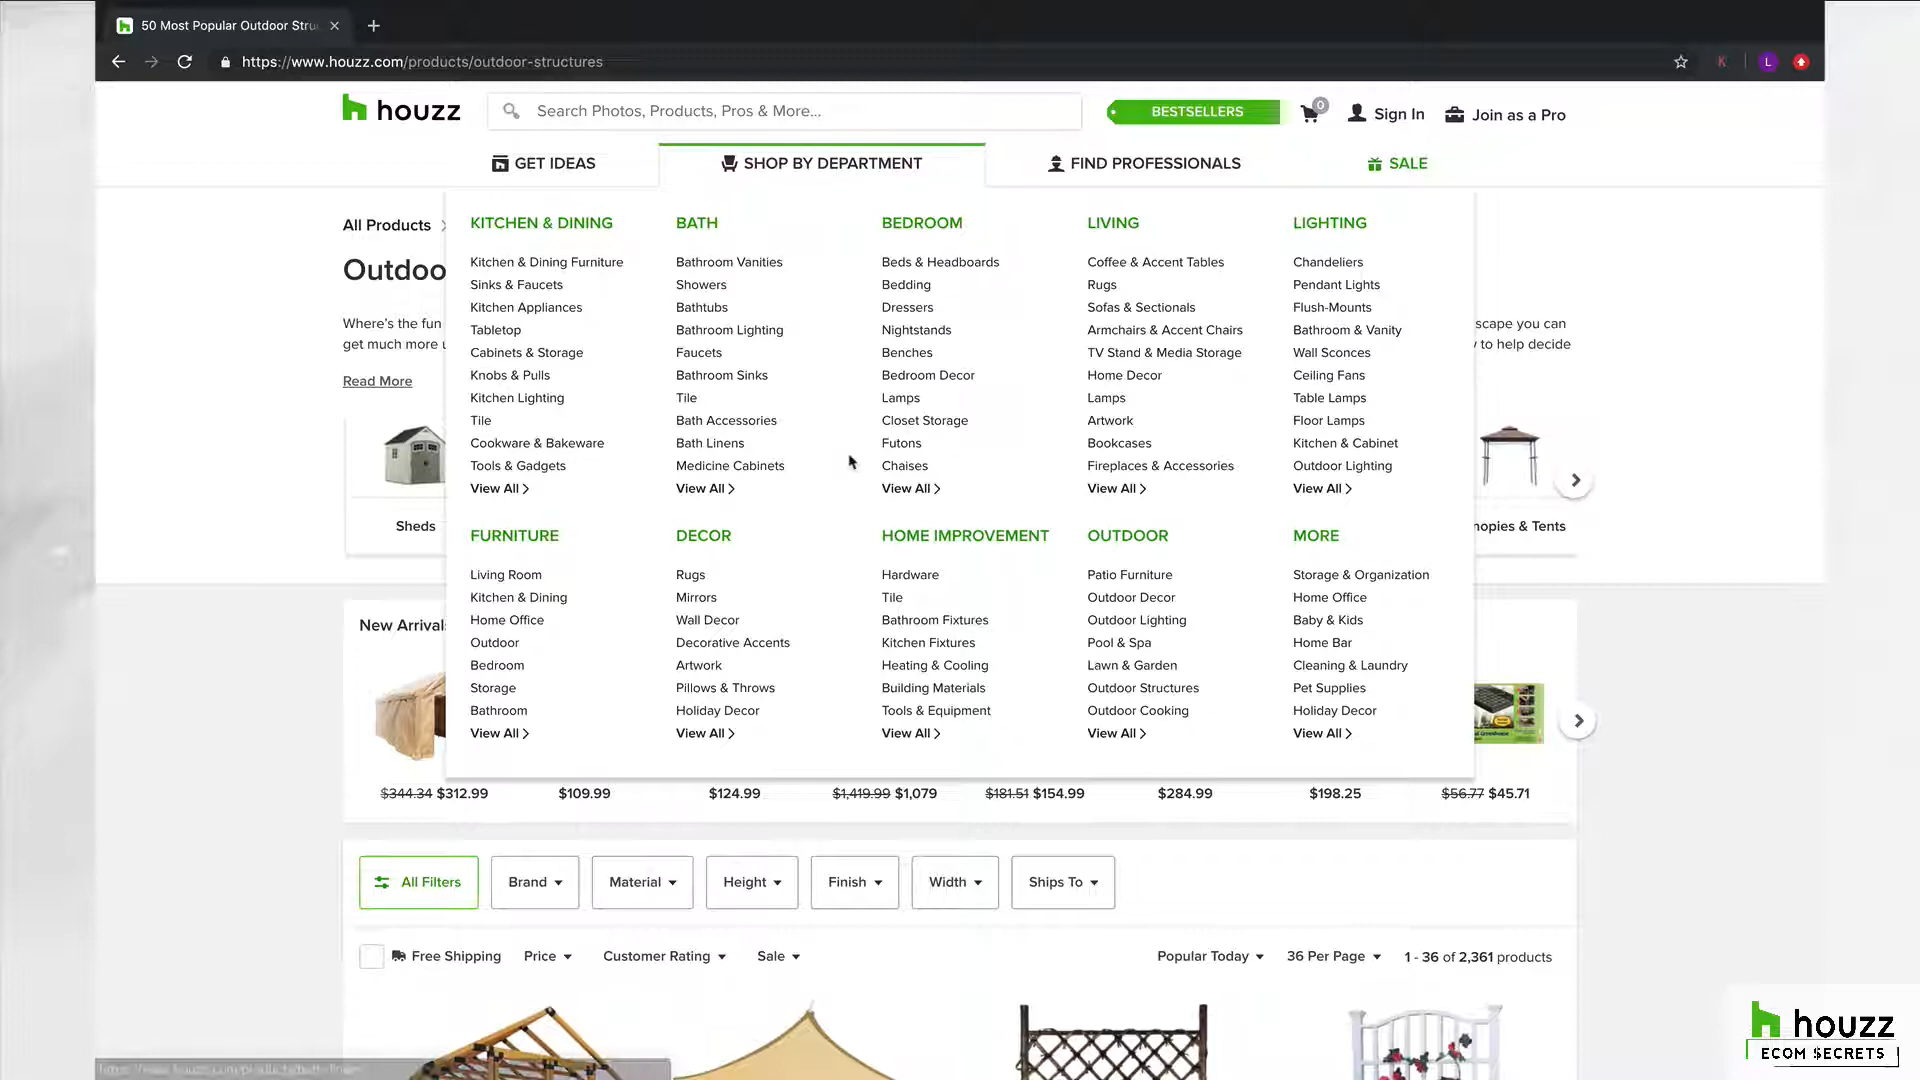 50 Most Popular Outdoor Stru
https://www.houzz.com/products/outdoor-structures
K
L
houzz
Search Photos, Products, Pros & More...
BESTSELLERS
0
Sign In
Join as a Pro
GET IDEAS
SHOP BY DEPARTMENT
FIND PROFESSIONALS
SALE
All Products
Outdoo
Where's the fun
get much more u
Read More
scape you can
to help decide
KITCHEN & DINING
Kitchen & Dining Furniture
Sinks & Faucets
Kitchen Appliances
Tabletop
Cabinets & Storage
Knobs & Pulls
Kitchen Lighting
Tile
Cookware & Bakeware
Tools & Gadgets
View All
BATH
Bathroom Vanities
Showers
Bathtubs
Bathroom Lighting
Faucets
Bathroom Sinks
Tile
Bath Accessories
Bath Linens
Medicine Cabinets
View All
BEDROOM
Beds & Headboards
Bedding
Dressers
Nightstands
Benches
Bedroom Decor
Lamps
Closet Storage
Futons
Chaises
View All
LIVING
Coffee & Accent Tables
Rugs
Sofas & Sectionals
Armchairs & Accent Chairs
TV Stand & Media Storage
Home Decor
Lamps
Artwork
Bookcases
Fireplaces & Accessories
View All
LIGHTING
Chandeliers
Pendant Lights
Flush-Mounts
Bathroom & Vanity
Wall Sconces
Ceiling Fans
Table Lamps
Floor Lamps
Kitchen & Cabinet
Outdoor Lighting
View All
FURNITURE
Living Room
Kitchen & Dining
Home Office
Outdoor
Bedroom
Storage
Bathroom
View All
DECOR
Rugs
Mirrors
Wall Decor
Decorative Accents
Artwork
Pillows & Throws
Holiday Decor
View All
HOME IMPROVEMENT
Hardware
Tile
Bathroom Fixtures
Kitchen Fixtures
Heating & Cooling
Building Materials
Tools & Equipment
View All
OUTDOOR
Patio Furniture
Outdoor Decor
Outdoor Lighting
Pool & Spa
Lawn & Garden
Outdoor Structures
Outdoor Cooking
View All
MORE
Storage & Organization
Home Office
Baby & Kids
Home Bar
Cleaning & Laundry
Pet Supplies
Holiday Decor
View All
Sheds
nopies & Tents
New Arrivals
$344.34 $312.99
$109.99
$124.99
$1,419.99 $1,079
$181.51 $154.99
$284.99
$198.25
$56.77 $45.71
All Filters
Brand
Material
Height
Finish
Width
Ships To
Free Shipping
Price
Customer Rating
Sale
Popular Today
36 Per Page
1 - 36 of 2,361 products
houzz
ECOM SECRETS